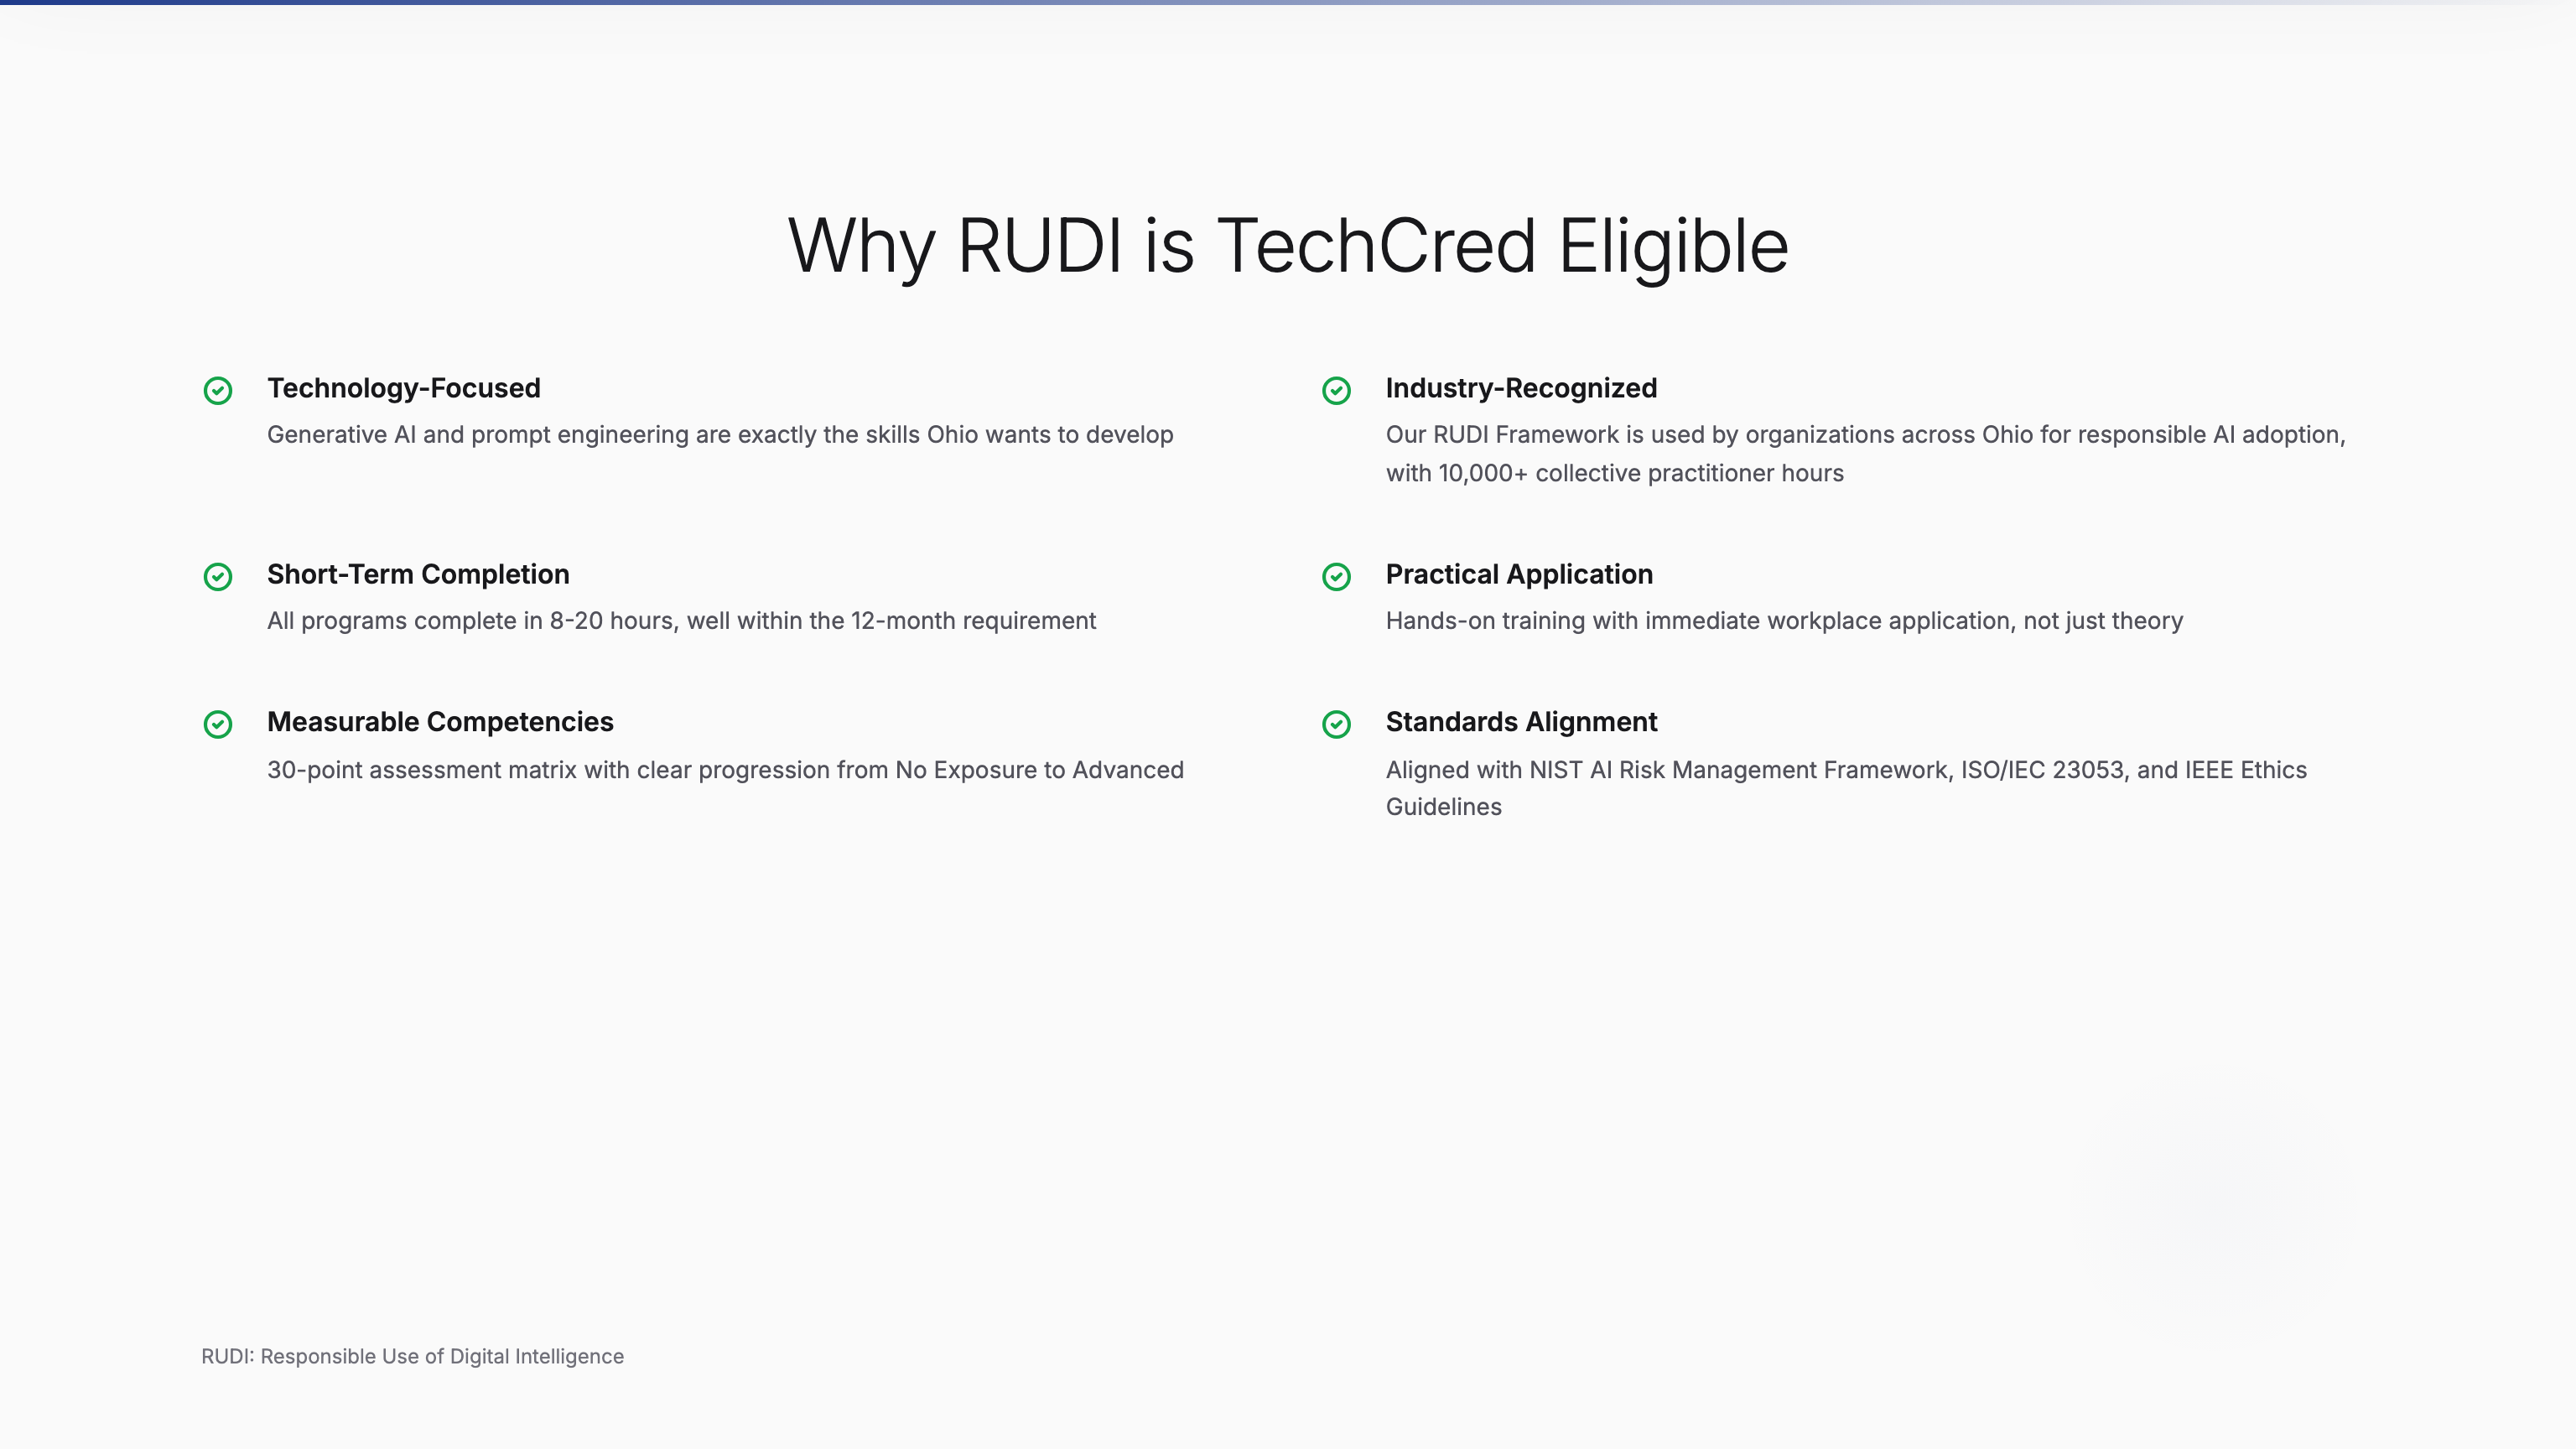 Why RUDI is TechCred Eligible
Technology-Focused
Generative AI and prompt engineering are exactly the skills Ohio wants to develop
Industry-Recognized
Our RUDI Framework is used by organizations across Ohio for responsible AI adoption,
with 10,000+ collective practitioner hours
Short-Term Completion
All programs complete in 8-20 hours, well within the 12-month requirement
Practical Application
Hands-on training with immediate workplace application, not just theory
Measurable Competencies
30-point assessment matrix with clear progression from No Exposure to Advanced
Standards Alignment
Aligned with NIST AI Risk Management Framework, ISO/IEC 23053, and IEEE Ethics
Guidelines
RUDI: Responsible Use of Digital Intelligence